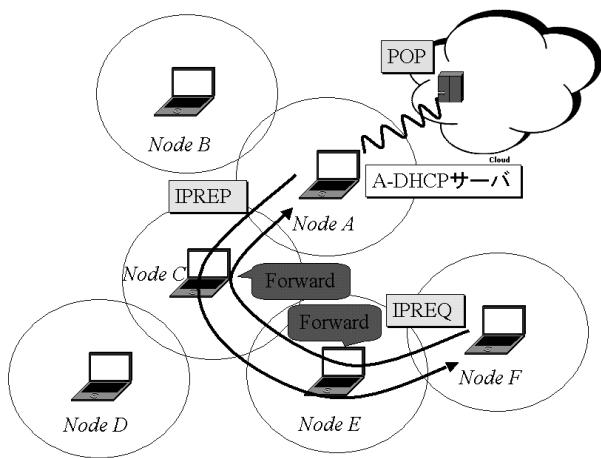 POP
Node B
Cloud
A-DHCPサーバ
IPREP
Node A
Node C
Forward
Forward
IPREQ
Node F
Node D
Node E